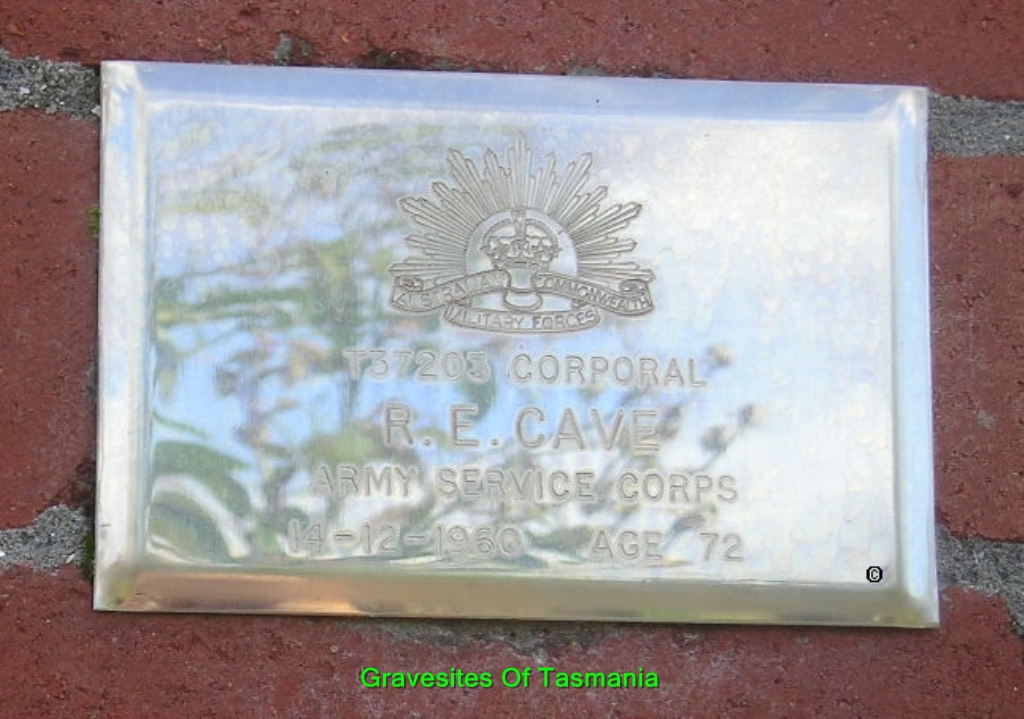 AUSTRALIAN COMMONWEALTH
MILITARY FORCES
T37203 CORPORAL
R. E. CAVE
ARMY SERVICE CORPS
14-12-1960 AGE 72
©
Gravesites Of Tasmania